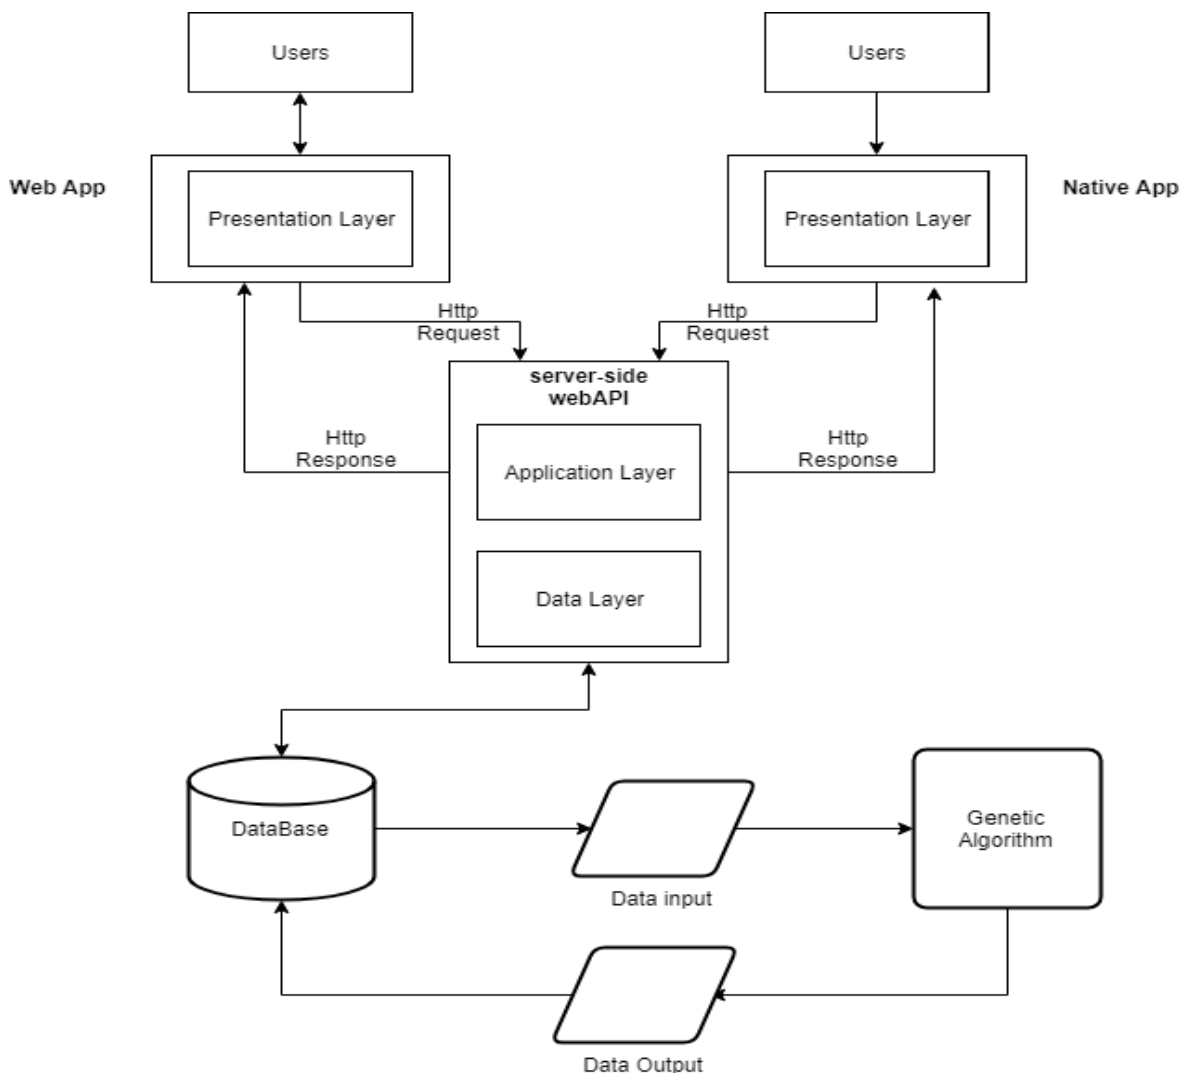 Users
Users
Web App
Presentation Layer
Presentation Layer
Native App
Http
Request
Http
Request
server-side
webAPI
Http
Response
Application Layer
Http
Response
Data Layer
DataBase
Genetic
Algorithm
Data input
Data Output